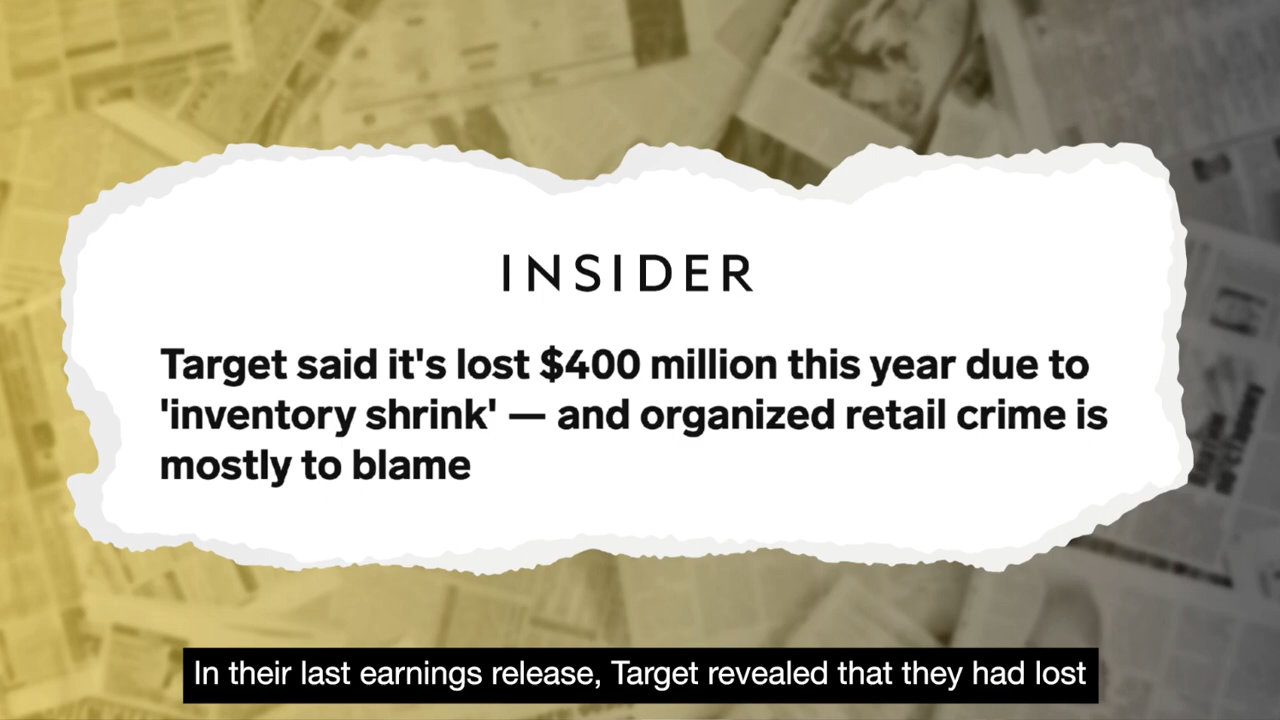 INSIDER
Target said it's lost $400 million this year due to
'inventory shrink' — and organized retail crime is
mostly to blame
In their last earnings release, Target revealed that they had lost